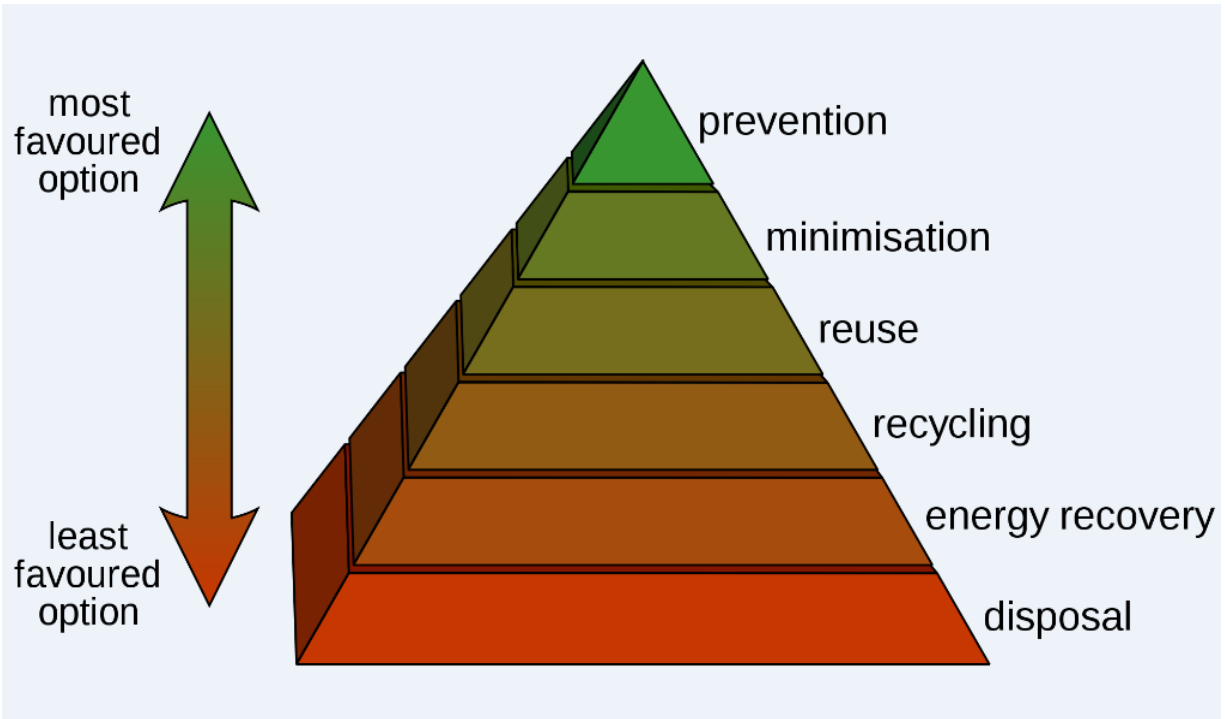 most
favoured
option
prevention
minimisation
reuse
recycling
energy recovery
least
favoured
option
disposal